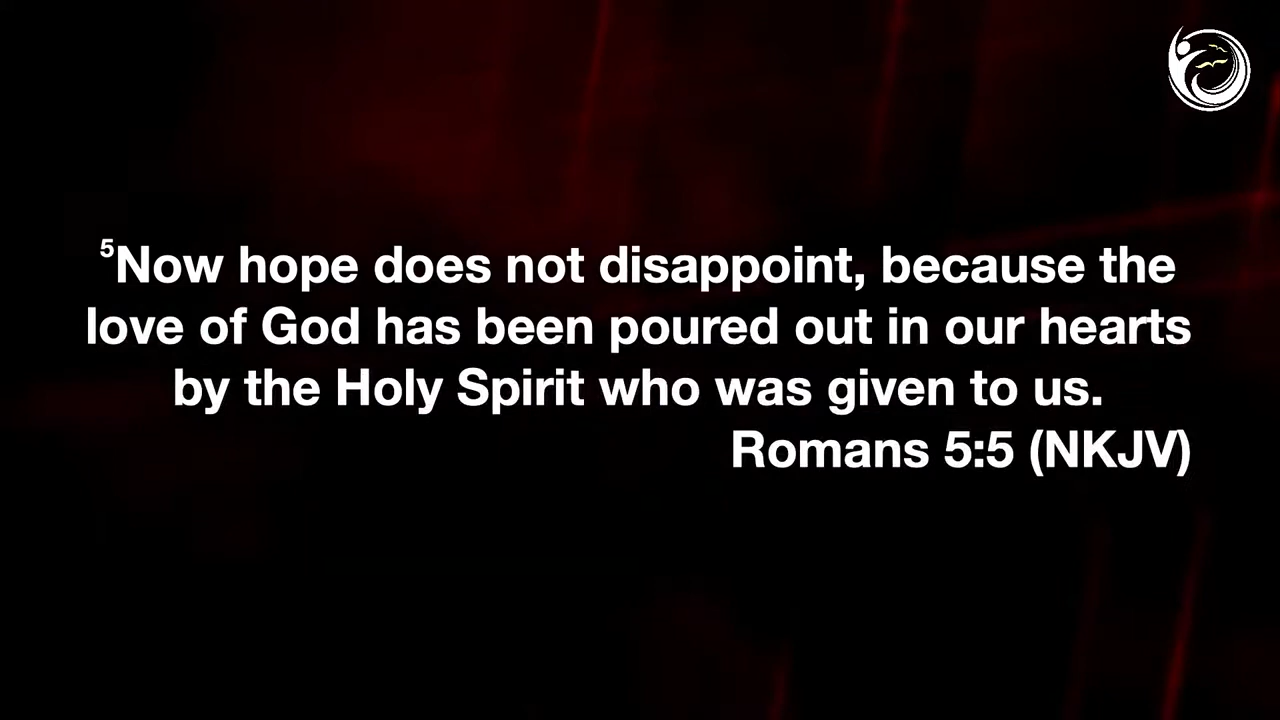 ⁵Now hope does not disappoint, because the
love of God has been poured out in our hearts
by the Holy Spirit who was given to us.
Romans 5:5 (NKJV)